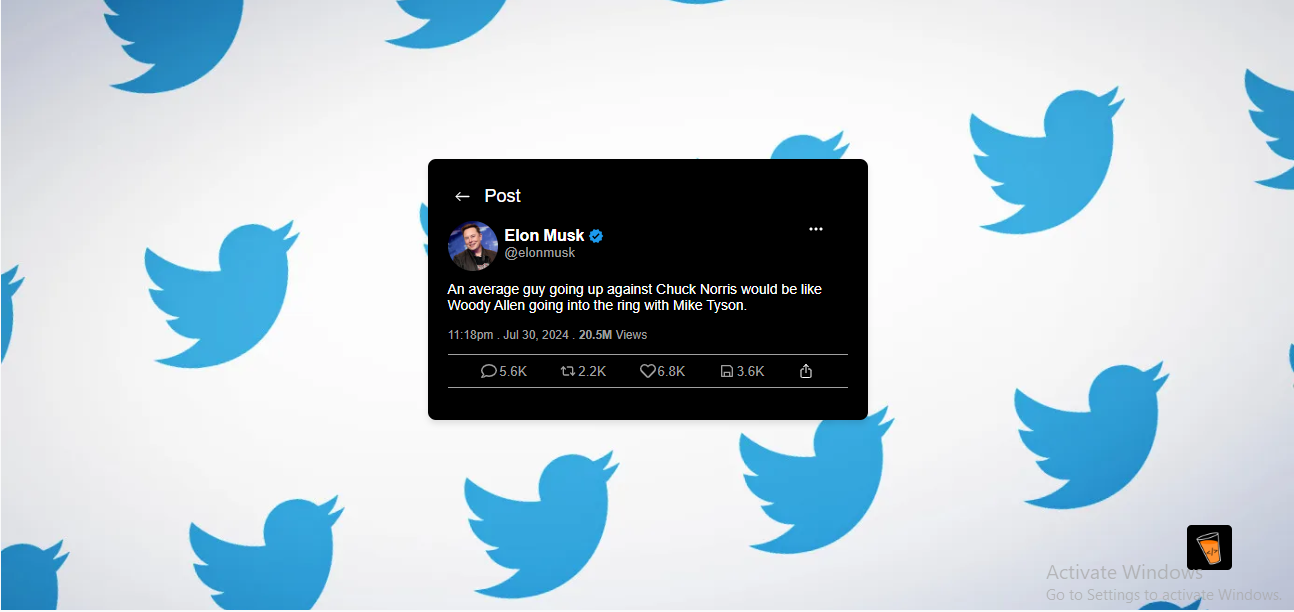 Post
Elon Musk
@elonmusk
An average guy going up against Chuck Norris would be like
Woody Allen going into the ring with Mike Tyson.
11:18pm . Jul 30, 2024 . 20.5M Views
5.6K 2.2K 6.8K 3.6K
</>
Activate Windows
Go to Settings to activate Windows.